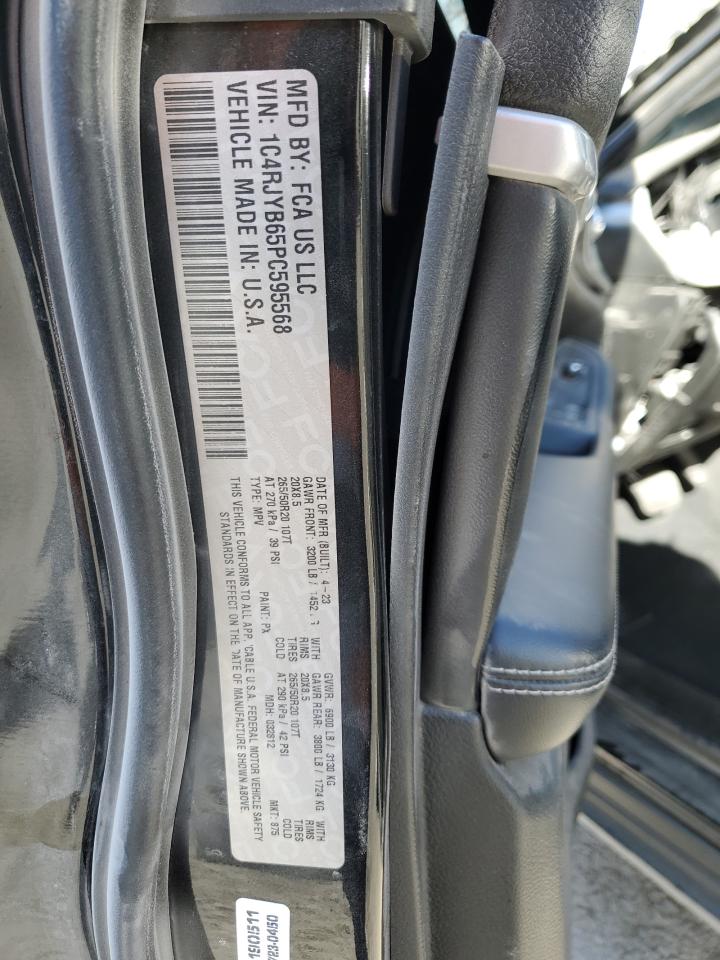 MFD BY: FCA US LLC
VIN: 1C4RJYB65PC595568
VEHICLE MADE IN: U.S.A.
DATE OF MFR (BUILT): 4-23 GVWR: 6900 LB / 3130 KG
GAWR FRONT: 3200 LB / 1452 WITH GAWR REAR: 3800 LB / 1724 KG WITH
20X8.5 RIMS 20X8.5 RIMS
265/50R20 107T TIRES 265/50R20 107T TIRES
AT 270 kPa / 39 PSI COLD AT 290 kPa / 42 PSI COLD
TYPE: MPV PAINT: PX MDH: 032812 MKT: 875
THIS VEHICLE CONFORMS TO ALL APP. CABLE U.S.A. FEDERAL MOTOR VEHICLE SAFETY
STANDARDS IN EFFECT ON THE DATE OF MANUFACTURE SHOWN ABOVE